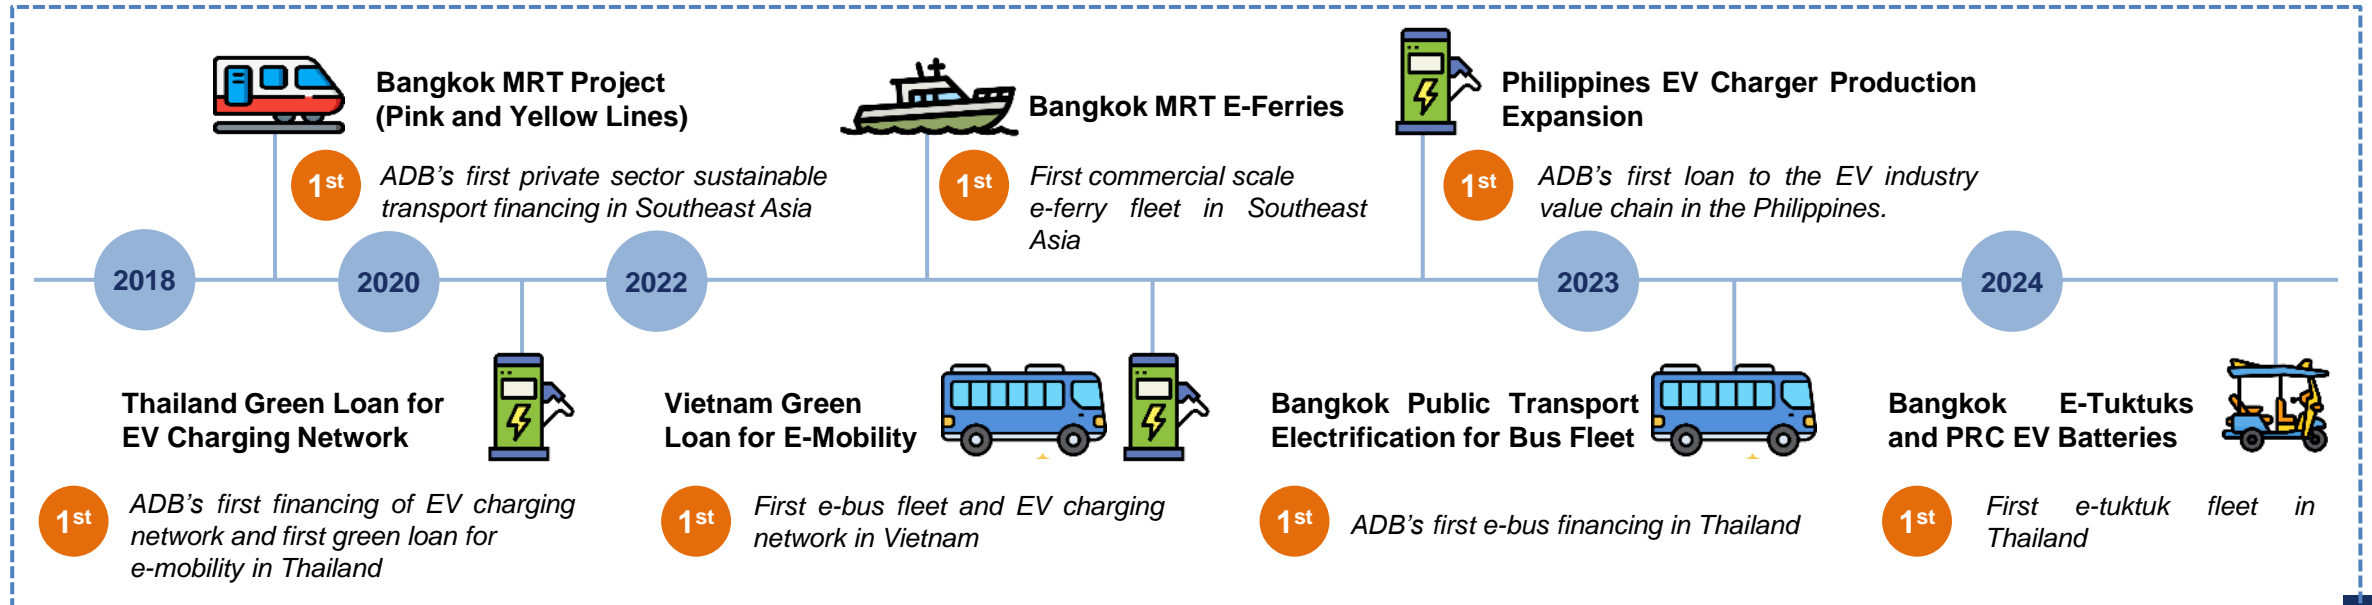 Bangkok MRT Project
(Pink and Yellow Lines)
1st
ADB’s first private sector sustainable
transport financing in Southeast Asia
Bangkok MRT E-Ferries
1st
First commercial scale
e-ferry fleet in Southeast
Asia
Philippines EV Charger Production
Expansion
1st
ADB’s first loan to the EV industry
value chain in the Philippines.
2018
2020
2022
2023
2024
Thailand Green Loan for
EV Charging Network
1st
ADB’s first financing of EV charging
network and first green loan for
e-mobility in Thailand
Vietnam Green
Loan for E-Mobility
1st
First e-bus fleet and EV charging
network in Vietnam
Bangkok Public Transport
Electrification for Bus Fleet
1st
ADB’s first e-bus financing in Thailand
Bangkok E-Tuktuks
and PRC EV Batteries
1st
First e-tuktuk fleet in
Thailand